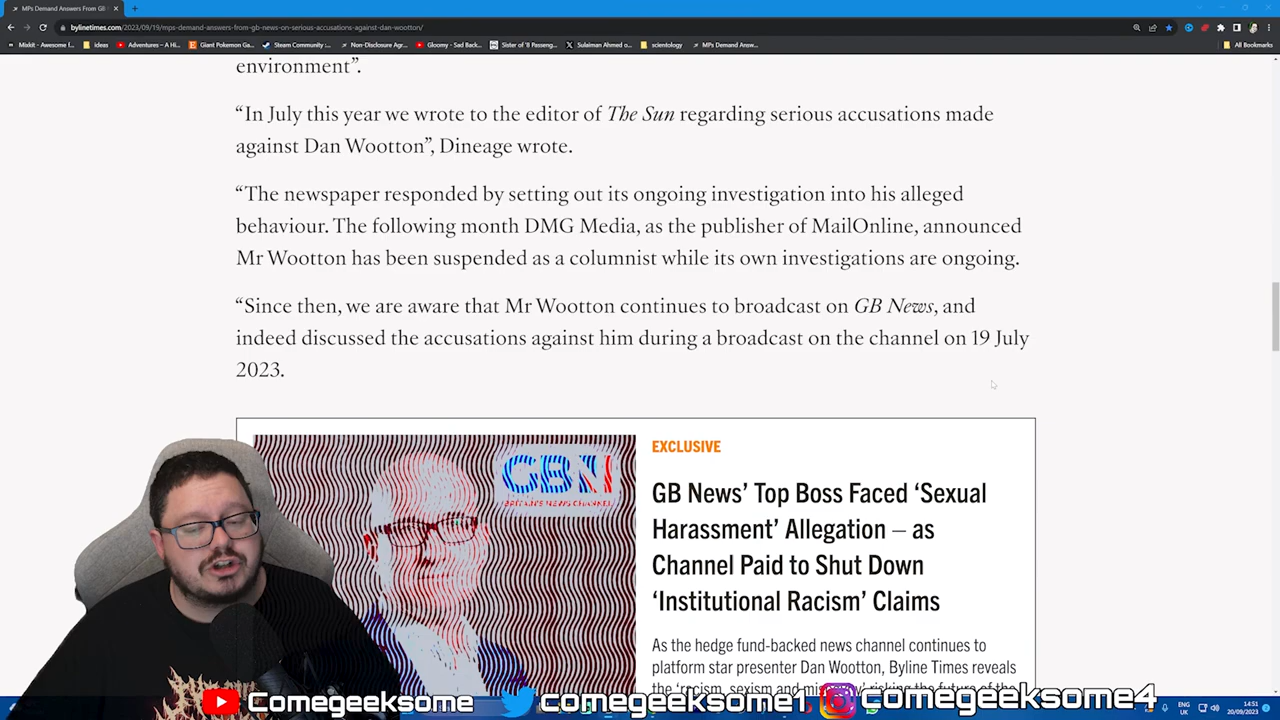 MPs Demand Answers From GB
bylinetimes.com/2023/09/19/mps-demand-answers-from-gb-news-on-serious-accusations-against-dan-wootton/
Mixkit - Awesome f... ideas Adventures – A Hi... Giant Pokemon Ga... Steam Community :... Non-Disclosure Agr... Gloomy - Sad Back... Sister of '8 Passeng... Sulaiman Ahmed o... scientology MPs Demand Answ... All Bookmarks
environment”.
“In July this year we wrote to the editor of The Sun regarding serious accusations made
against Dan Wootton”, Dineage wrote.
“The newspaper responded by setting out its ongoing investigation into his alleged
behaviour. The following month DMG Media, as the publisher of MailOnline, announced
Mr Wootton has been suspended as a columnist while its own investigations are ongoing.
“Since then, we are aware that Mr Wootton continues to broadcast on GB News, and
indeed discussed the accusations against him during a broadcast on the channel on 19 July
2023.
GBN
BRITAIN'S NEWS CHANNEL
EXCLUSIVE
GB News’ Top Boss Faced ‘Sexual
Harassment’ Allegation – as
Channel Paid to Shut Down
‘Institutional Racism’ Claims
As the hedge fund-backed news channel continues to
platform star presenter Dan Wootton, Byline Times reveals
the ‘racism, sexism and
Comegeeksome comegeeksome1 comegeeksome4
ENG
UK
14:51
20/09/2023